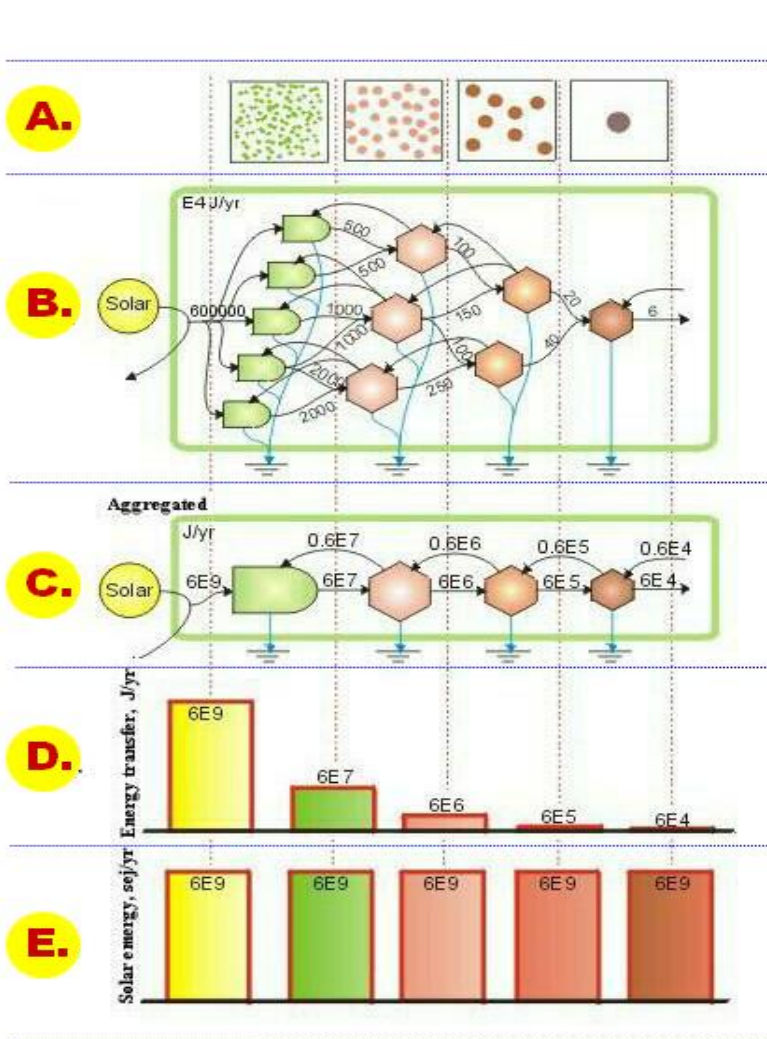 A.
B.
E4 J/yr
Solar
600000
500
500
1000
1000
2000
2000
100
150
100
250
20
40
6
Aggregated
C.
J/yr
Solar
6E9
0.6E7
6E7
0.6E6
6E6
0.6E5
6E5
0.6E4
6E4
D.
Energy transfer, J/yr
6E9
6E7
6E6
6E5
6E4
E.
Solar emergy, sej/yr
6E9
6E9
6E9
6E9
6E9